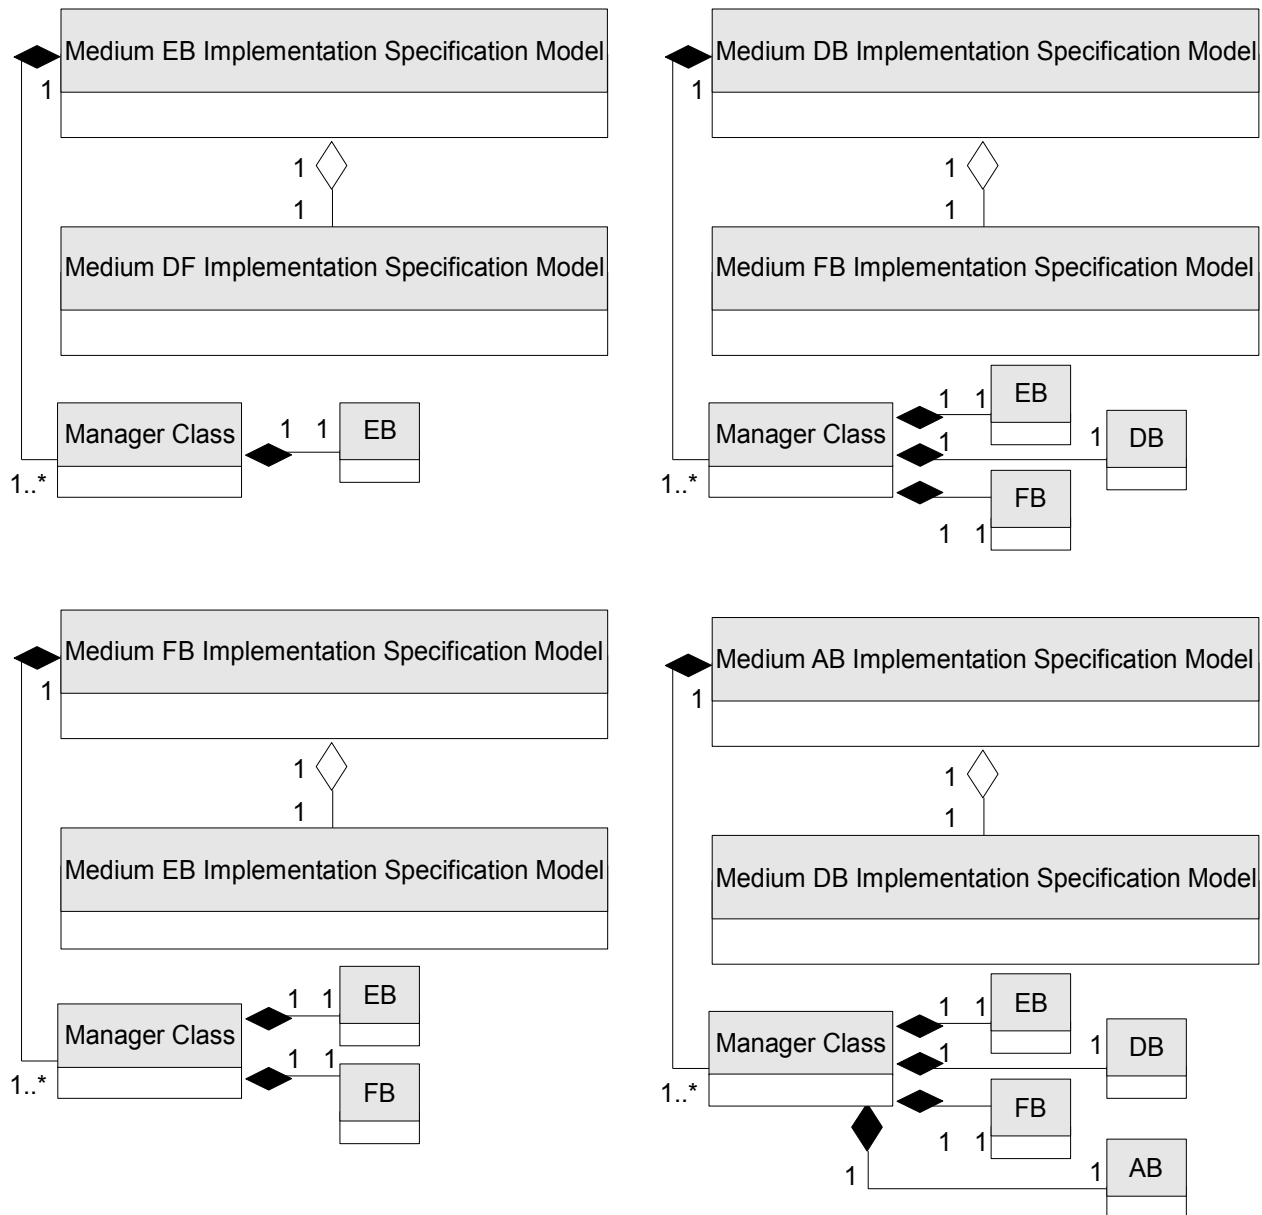 Medium EB Implementation Specification Model
1
1
1
Medium DF Implementation Specification Model
Manager Class
1 1
EB
1..*
Medium DB Implementation Specification Model
1
1
1
Medium FB Implementation Specification Model
Manager Class
1 1
EB
1
1
DB
1..*
FB
1 1
Medium FB Implementation Specification Model
1
1
1
Medium EB Implementation Specification Model
Manager Class
1 1
EB
1 1
FB
1..*
Medium AB Implementation Specification Model
1
1
1
Medium DB Implementation Specification Model
Manager Class
1 1
EB
1
1
DB
1..*
FB
1 1
1
1
AB